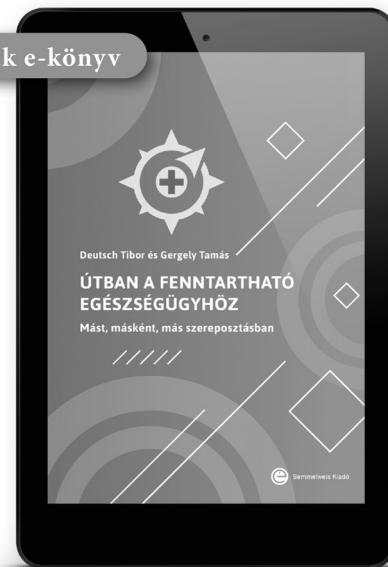 k e-könyv
Deutsch Tibor és Gergely Tamás
ÚTBAN A FENNTARTHATÓ
EGÉSZSÉGÜGYHÖZ
Mást, másként, más szereposztásban
Semmelweis Kiadó